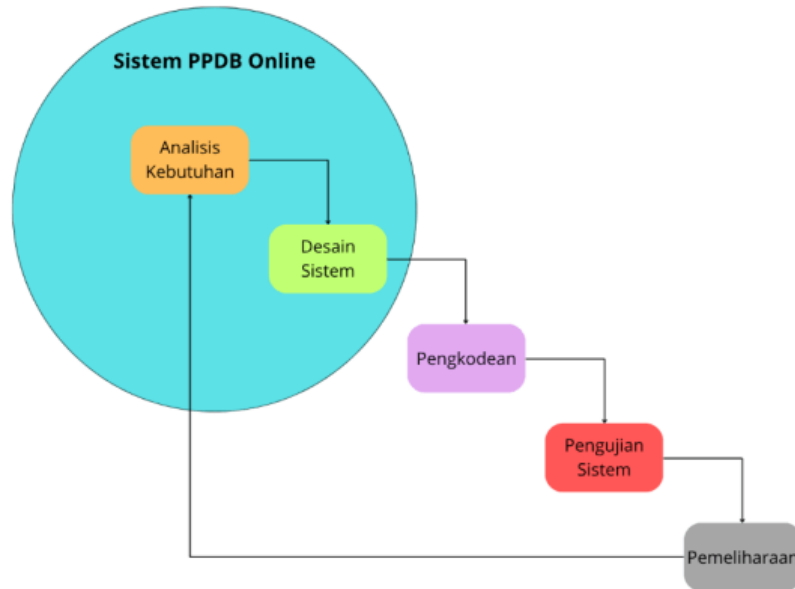 Sistem PPDB Online
Analisis
Kebutuhan
Desain
Sistem
Pengkodean
Pengujian
Sistem
Pemeliharaan